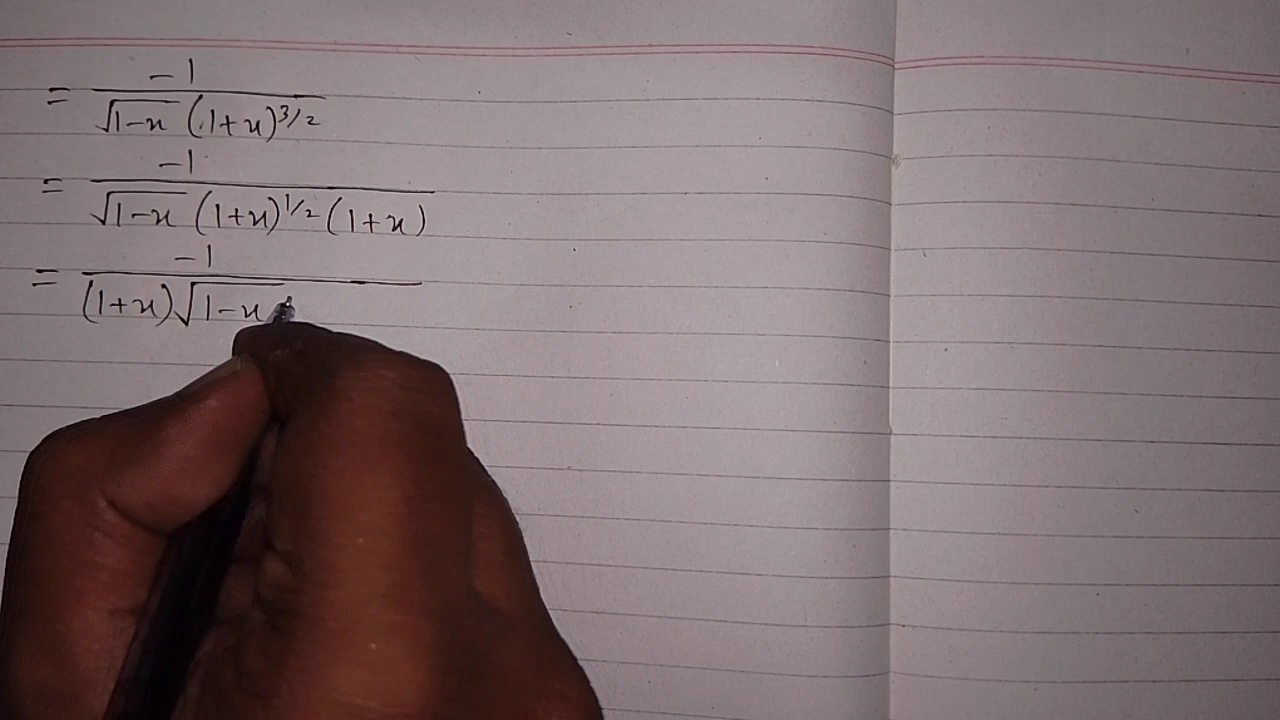 = -1 / √1-x (1+x)^3/2
= -1 / √1-x (1+x)^1/2 (1+x)
= -1 / (1+x)√1-x